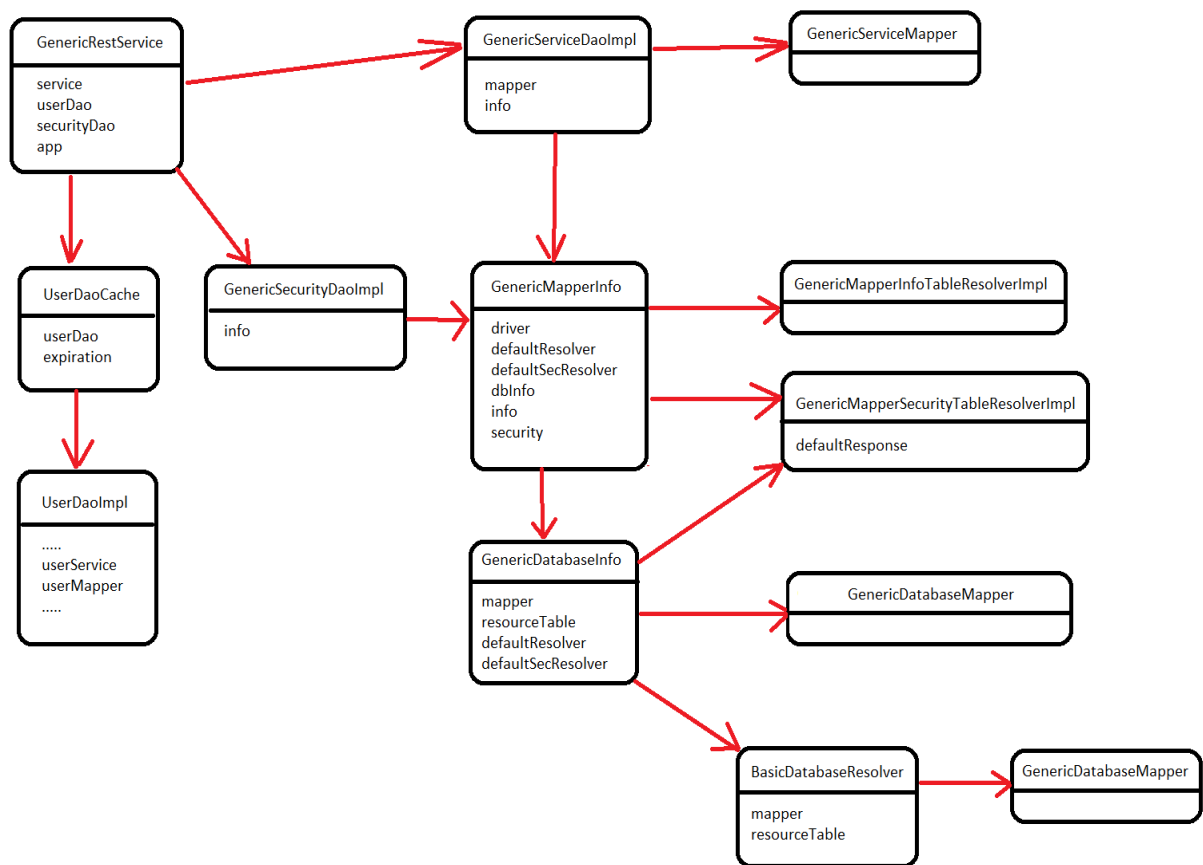 GenericRestService
service
userDao
securityDao
app
GenericServiceDaoImpl
mapper
info
GenericServiceMapper
UserDaoCache
userDao
expiration
GenericSecurityDaoImpl
info
GenericMapperInfo
driver
defaultResolver
defaultSecResolver
dbInfo
info
security
GenericMapperInfoTableResolverImpl
GenericMapperSecurityTableResolverImpl
defaultResponse
UserDaoImpl
.....
userService
userMapper
.....
GenericDatabaseInfo
mapper
resourceTable
defaultResolver
defaultSecResolver
GenericDatabaseMapper
BasicDatabaseResolver
mapper
resourceTable
GenericDatabaseMapper